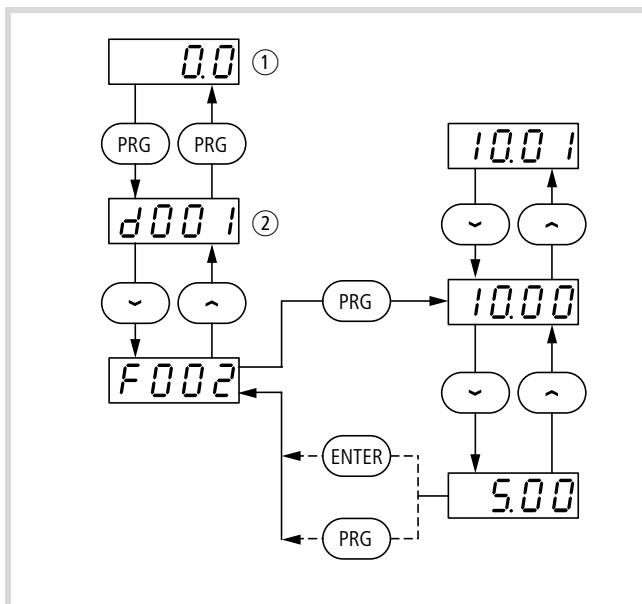 0.0 ①
PRG PRG
10.01
d001 ②
PRG 10.00
F002
ENTER
5.00
PRG